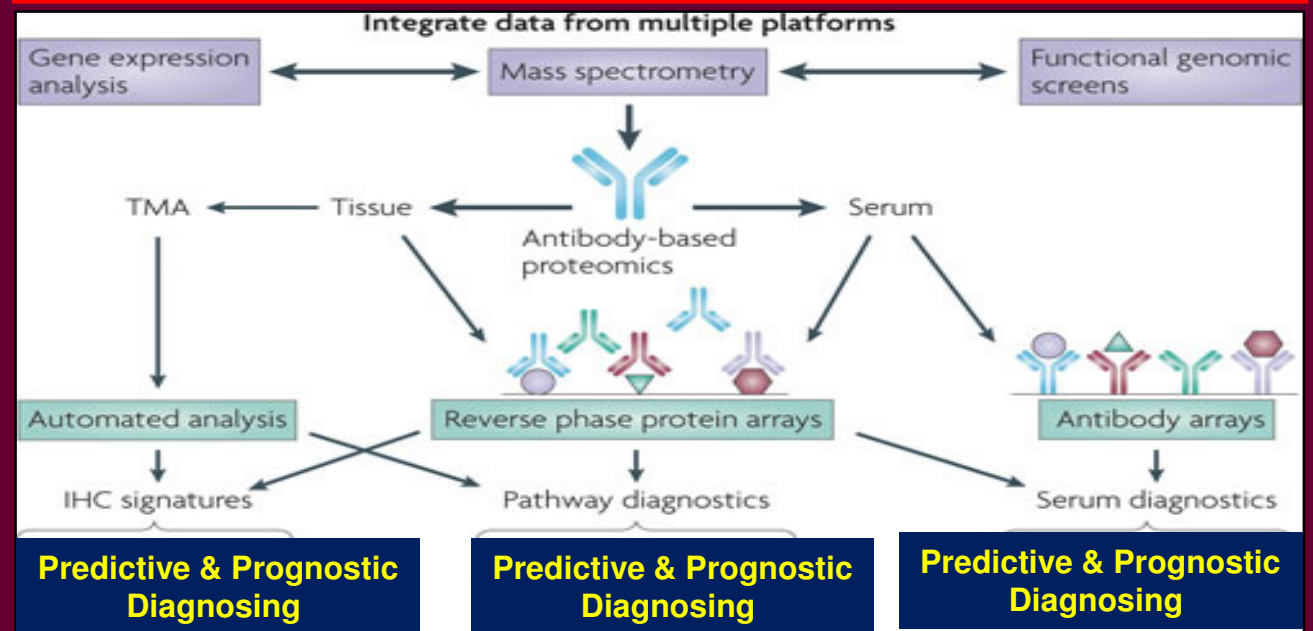 Integrate data from multiple platforms
Gene expression
analysis
Mass spectrometry
Functional genomic
screens
TMA
Tissue
Serum
Antibody-based
proteomics
Automated analysis
Reverse phase protein arrays
Antibody arrays
IHC signatures
Pathway diagnostics
Serum diagnostics
Predictive & Prognostic
Diagnosing
Predictive & Prognostic
Diagnosing
Predictive & Prognostic
Diagnosing